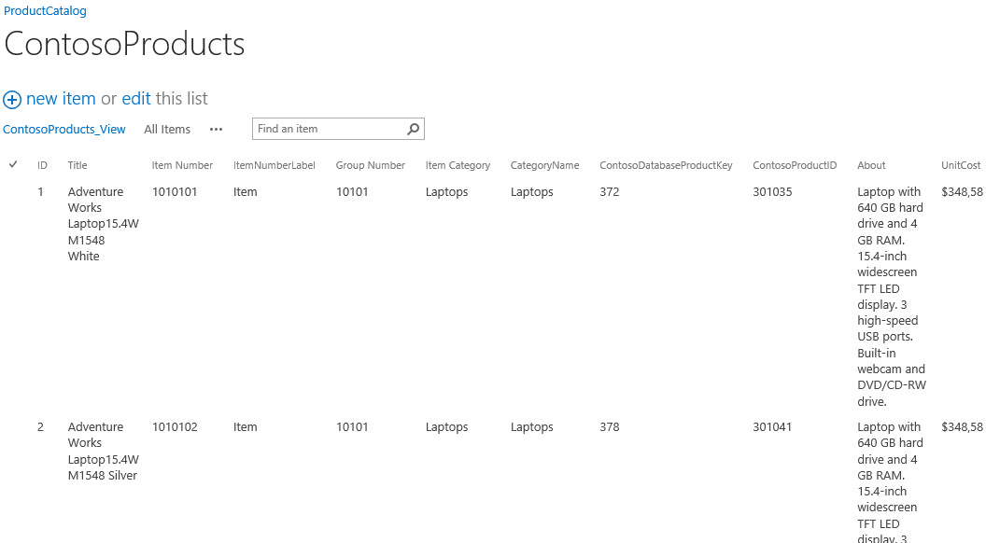 ProductCatalog
ContosoProducts
new item or edit this list
ContosoProducts_View All Items ••• Find an item
ID Title Item Number ItemNumberLabel Group Number Item Category CategoryName ContosoDatabaseProductKey ContosoProductID About UnitCost
1 Adventure 1010101 Item 10101 Laptops Laptops 372 301035 Laptop with $348,58
Works 640 GB hard
Laptop15.4W drive and 4
M1548 GB RAM.
White 15.4-inch
widescreen
TFT LED
display. 3
high-speed
USB ports.
Built-in
webcam and
DVD/CD-RW
drive.
2 Adventure 1010102 Item 10101 Laptops Laptops 378 301041 Laptop with $348,58
Works 640 GB hard
Laptop15.4W drive and 4
M1548 Silver GB RAM.
15.4-inch
widescreen
TFT LED
display. 3